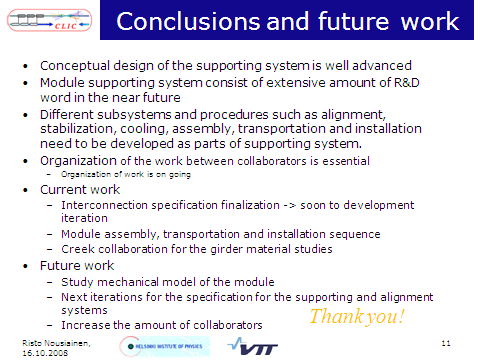 CLIC
Conclusions and future work
• Conceptual design of the supporting system is well advanced
• Module supporting system consist of extensive amount of R&D
word in the near future
• Different subsystems and procedures such as alignment,
stabilization, cooling, assembly, transportation and installation
need to be developed as parts of supporting system.
• Organization of the work between collaborators is essential
– Organization of work is on going
• Current work
– Interconnection specification finalization -> soon to development
iteration
– Module assembly, transportation and installation sequence
– Creek collaboration for the girder material studies
• Future work
– Study mechanical model of the module
– Next iterations for the specification for the supporting and alignment
systems
– Increase the amount of collaborators
Thank you!
Risto Nousiainen,
16.10.2008
HELSINKI INSTITUTE OF PHYSICS
VTT
11